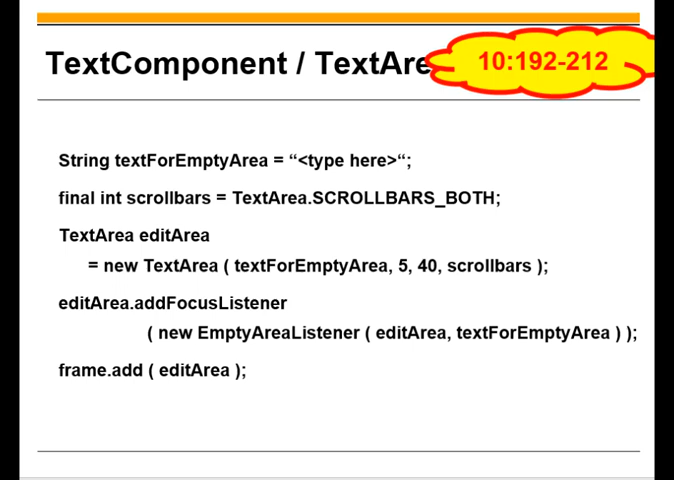 TextComponent / TextAre
10:192-212
String textForEmptyArea = “<type here>“;
final int scrollbars = TextArea.SCROLLBARS_BOTH;
TextArea editArea
= new TextArea ( textForEmptyArea, 5, 40, scrollbars );
editArea.addFocusListener
( new EmptyAreaListener ( editArea, textForEmptyArea ) );
frame.add ( editArea );